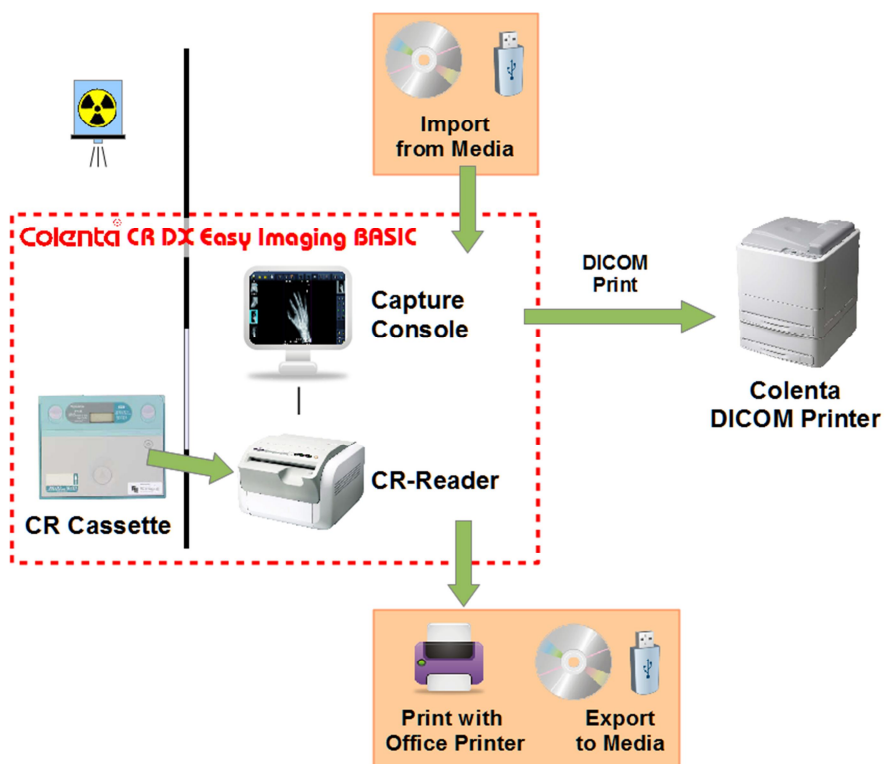 Import
from Media
Colenta CR DX Easy Imaging BASIC
Capture
Console
DICOM
Print
Colenta
DICOM Printer
CR-Reader
CR Cassette
Print with
Office Printer
Export
to Media